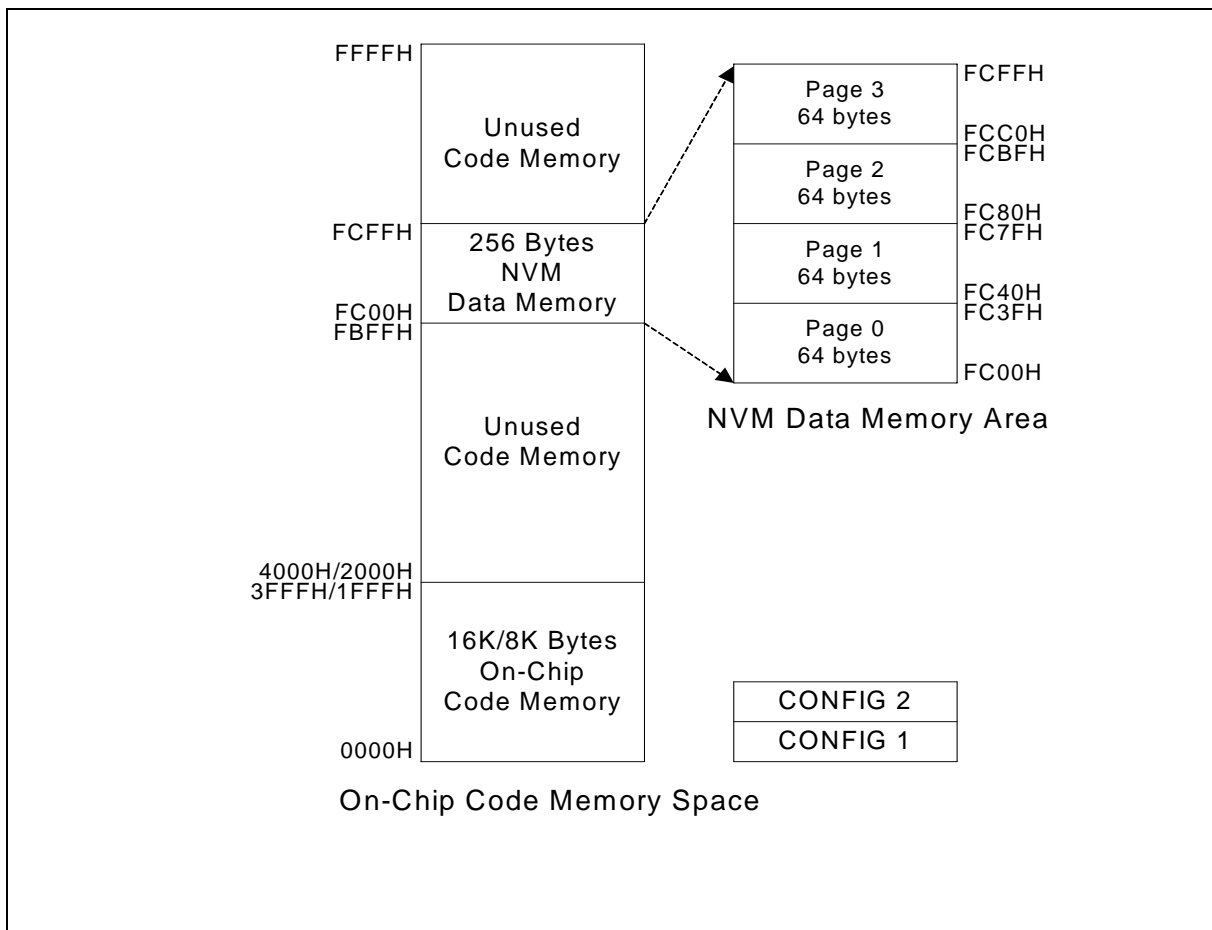 FFFFH
Unused
Code Memory
FCFFH
256 Bytes
NVM
Data Memory
FC00H
FBFFH
Unused
Code Memory
4000H/2000H
3FFFH/1FFFH
16K/8K Bytes
On-Chip
Code Memory
0000H
On-Chip Code Memory Space
FCFFH
Page 3
64 bytes
FCC0H
FCBFH
Page 2
64 bytes
FC80H
FC7FH
Page 1
64 bytes
FC40H
FC3FH
Page 0
64 bytes
FC00H
NVM Data Memory Area
CONFIG 2
CONFIG 1